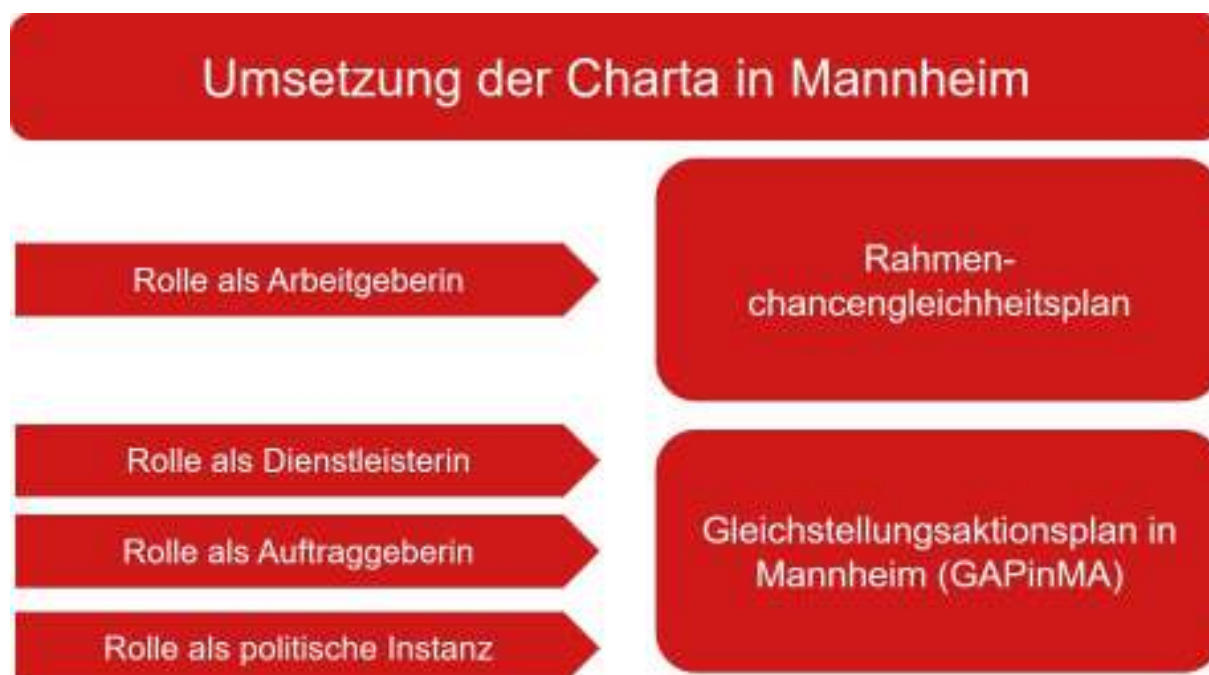 Umsetzung der Charta in Mannheim
Rolle als Arbeitgeberin
Rahmen-
chancengleichheitsplan
Rolle als Dienstleisterin
Rolle als Auftraggeberin
Rolle als politische Instanz
Gleichstellungsaktionsplan in
Mannheim (GAPinMA)